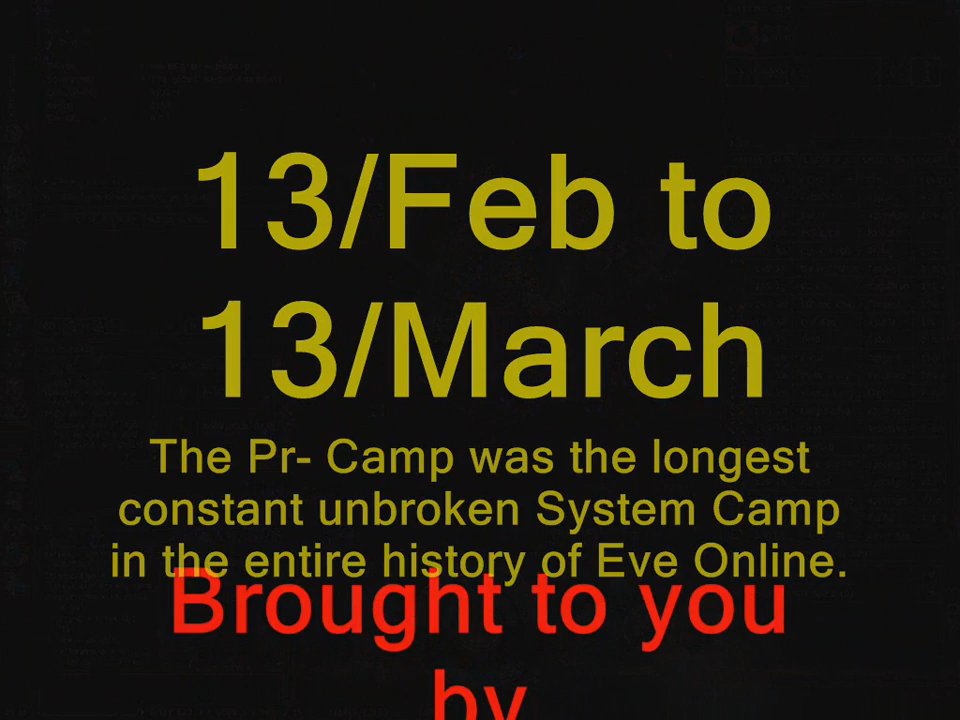 13/Feb to
13/March
The Pr- Camp was the longest
constant unbroken System Camp
in the entire history of Eve Online.
Brought to you
by